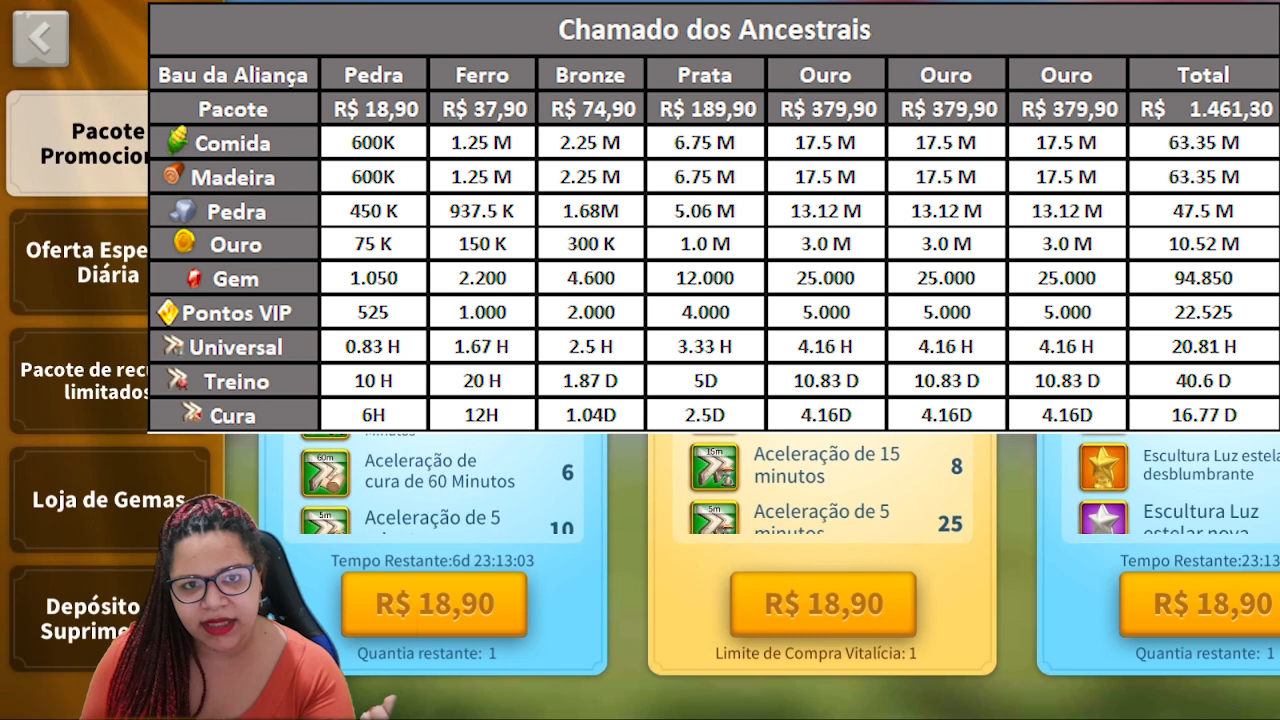 Chamado dos Ancestrais
Bau da Aliança Pedra Ferro Bronze Prata Ouro Ouro Ouro Total
Pacote R$ 18,90 R$ 37,90 R$ 74,90 R$ 189,90 R$ 379,90 R$ 379,90 R$ 379,90 R$ 1.461,30
Comida 600K 1.25 M 2.25 M 6.75 M 17.5 M 17.5 M 17.5 M 63.35 M
Madeira 600K 1.25 M 2.25 M 6.75 M 17.5 M 17.5 M 17.5 M 63.35 M
Pedra 450 K 937.5 K 1.68M 5.06 M 13.12 M 13.12 M 13.12 M 47.5 M
Ouro 75 K 150 K 300 K 1.0 M 3.0 M 3.0 M 3.0 M 10.52 M
Gem 1.050 2.200 4.600 12.000 25.000 25.000 25.000 94.850
Pontos VIP 525 1.000 2.000 4.000 5.000 5.000 5.000 22.525
Universal 0.83 H 1.67 H 2.5 H 3.33 H 4.16 H 4.16 H 4.16 H 20.81 H
Treino 10 H 20 H 1.87 D 5D 10.83 D 10.83 D 10.83 D 40.6 D
Cura 6H 12H 1.04D 2.5D 4.16D 4.16D 4.16D 16.77 D
Pacote
Promocion
Oferta Espe
Diária
Pacote de recu
limitados
Loja de Gemas
Depósito
Suprime
60m
Aceleração de
cura de 60 Minutos 6
5m
Aceleração de 5 10
Tempo Restante:6d 23:13:03
R$ 18,90
Quantia restante: 1
15m
Aceleração de 15
minutos 8
5m
Aceleração de 5
minutos 25
R$ 18,90
Limite de Compra Vitalícia: 1
Escultura Luz estela
desblumbrante
Escultura Luz
estelar nova
Tempo Restante:23:13
R$ 18,90
Quantia restante: 1